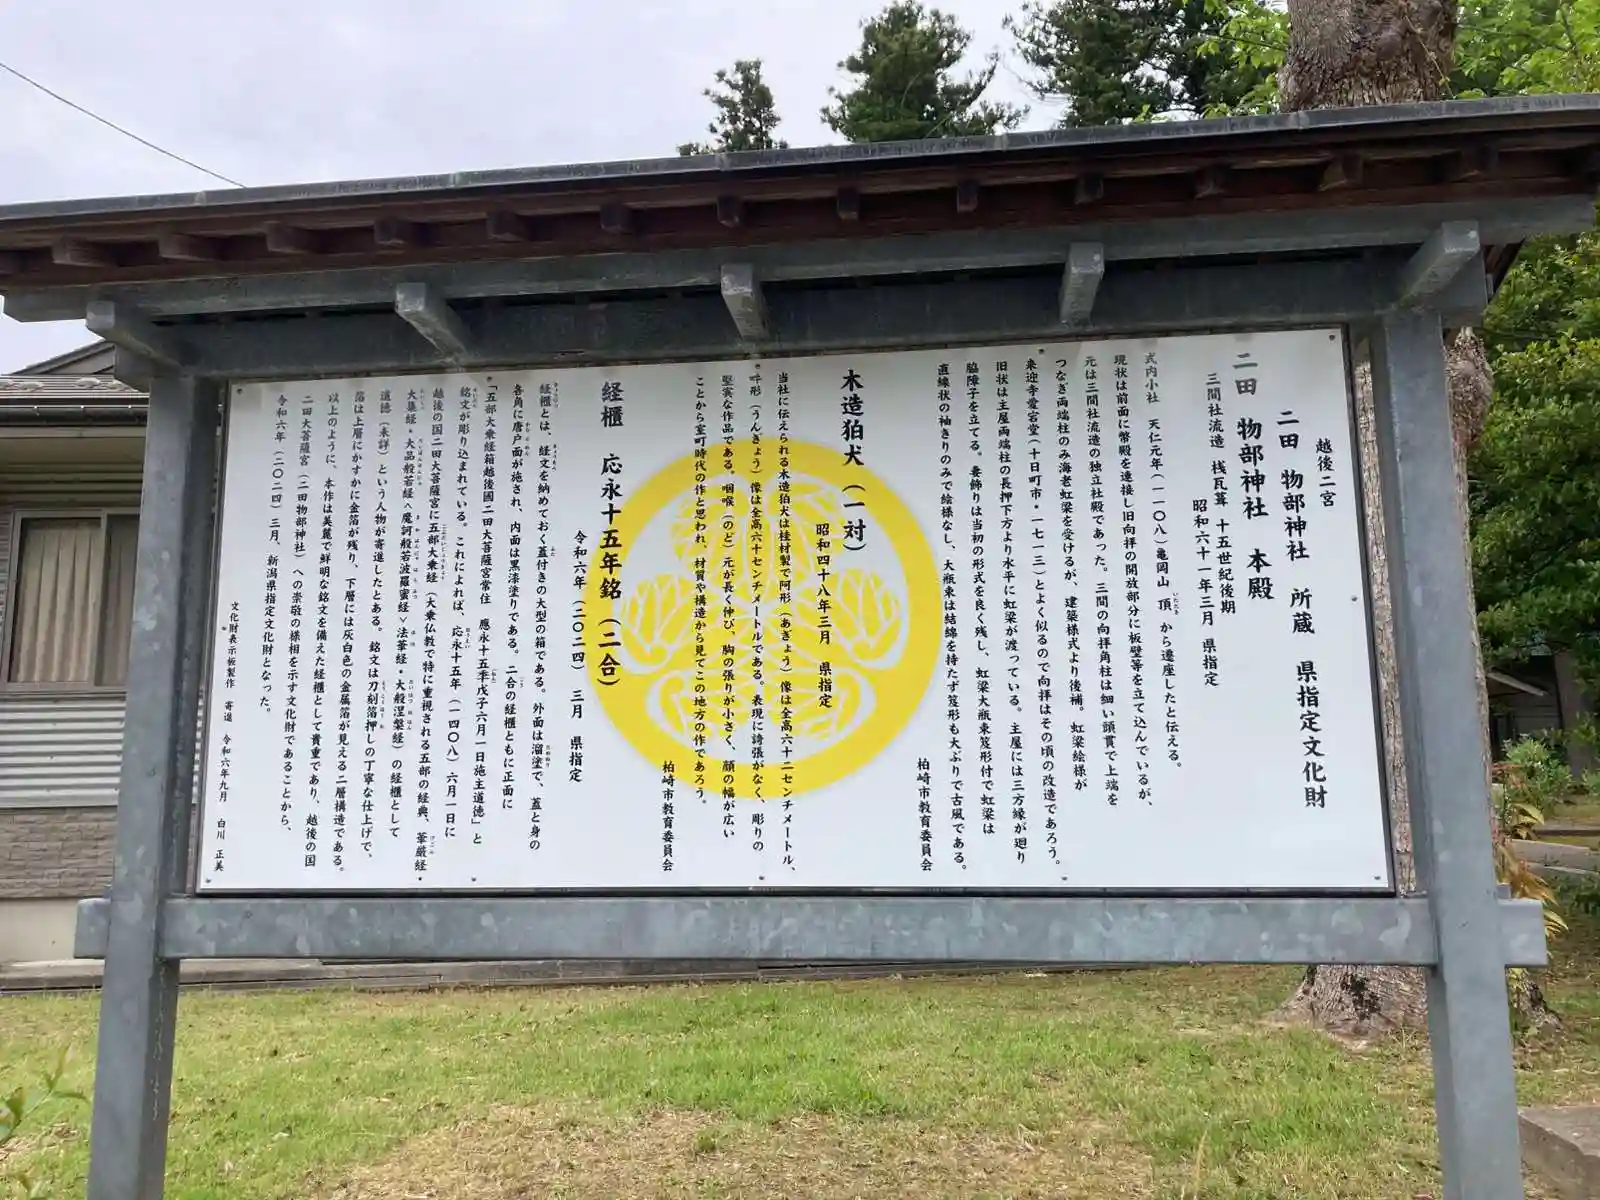 越後二宮
二田 物部神社 所蔵 県指定文化財
二田 物部神社 本殿
三間社流造 桟瓦葺 十五世紀後期
昭和六十一年三月 県指定
式内小社 天仁元年(一一〇八)亀岡山頂から遷座したと伝える。
現状は前面に幣殿を連接し旧向拝の開放部分に板壁等を立て込んでいるが、
元は三間社流造の独立社殿であった。三間の向拝角柱は細い頭貫で上端を
つなぎ両端柱のみ海老虹梁を受けるが、建築様式より後補。虹梁絵様が
来迎寺愛宕堂(十日町市・一七一三)とよく似るので向拝はその頃の改造であろう。
旧状は主屋両端柱の長押下方より水平に虹梁が渡っている。主屋には三方縁が廻り
脇障子を立てる。妻飾りは当初の形式を良く残し、虹梁大瓶束笈形付で虹梁は
直線状の袖きりのみで絵様なし、大瓶束は結綿を持たず笈形も大ぶりで古風である。
柏崎市教育委員会
木造狛犬(一対)
昭和四十八年三月 県指定
当社に伝えられる木造狛犬は桂材製で阿形(あぎょう)像は全高六十二センチメートル、
吽形(うんぎょう)像は全高六十センチメートルである。表現に誇張がなく、彫りの
堅実な作品である。咽喉(のど)元が長く伸び、胸の張りが小さく、顔の幅が広い
ことから室町時代の作と思われ、材質や構造から見てこの地方の作であろう。
柏崎市教育委員会
経櫃 応永十五年銘(二合)
令和六年(二〇二四)三月 県指定
経櫃とは、経文を納めておく蓋付きの大型の箱である。外面は溜塗で、蓋と身の
各角に唐戸面が施され、内面は黒漆塗りである。二合の経櫃ともに正面に
「五部大乗経箱越後國二田大菩薩宮常住 應永十五季戊子六月一日施主道徳」と
銘文が彫り込まれている。これによれば、応永十五年(一四〇八)六月一日に
越後の国二田大菩薩宮に五部大乗経(大乗仏教で特に重視される五部の経典、華厳経・
大集経・大品般若経<魔訶般若波羅蜜経>法華経・大般涅槃経)の経櫃として
道徳(未詳)という人物が寄進したとある。銘文は刀刻箔押しの丁寧な仕上げで、
箔は上層にかすかに金箔が残り、下層には灰白色の金属箔が見える二層構造である。
以上のように、本作は美麗で鮮明な銘文を備えた経櫃として貴重であり、越後の国
二田大菩薩宮(二田物部神社)への崇敬の様相を示す文化財であることから、
令和六年(二〇二四)三月、新潟県指定文化財となった。
文化財表示板製作 寄進 令和六年九月 白川 正美